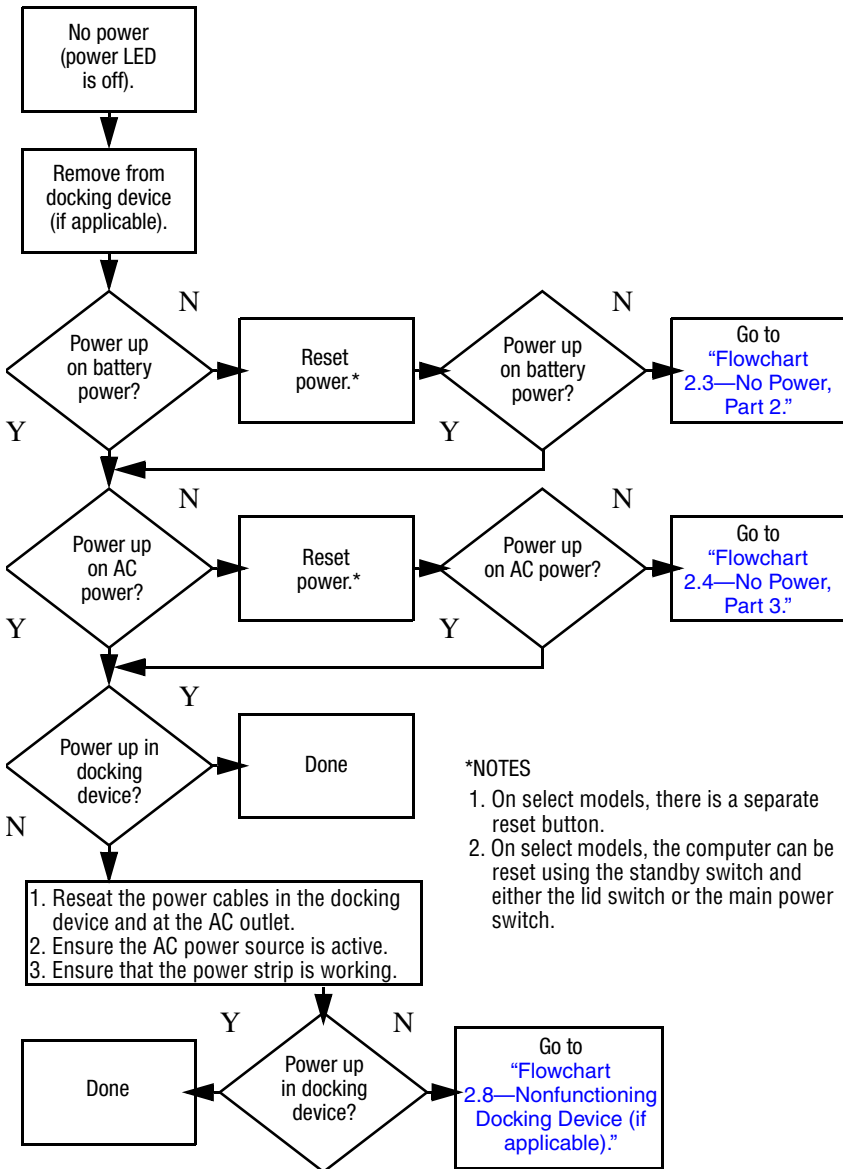 No power
(power LED
is off).
Remove from
docking device
(if applicable).
N
N
Power up
on battery
power?
Reset
power.*
Power up
on battery
power?
Go to
“Flowchart
2.3—No Power,
Part 2.”
Y
Y
N
N
Power up
on AC
power?
Reset
power.*
Power up
on AC power?
Go to
“Flowchart
2.4—No Power,
Part 3.”
Y
Y
Y
Power up in
docking
device?
Done
N
*NOTES
1. On select models, there is a separate
reset button.
2. On select models, the computer can be
reset using the standby switch and
either the lid switch or the main power
switch.
1. Reseat the power cables in the docking
device and at the AC outlet.
2. Ensure the AC power source is active.
3. Ensure that the power strip is working.
Y
N
Done
Power up
in docking
device?
Go to
“Flowchart
2.8—Nonfunctioning
Docking Device (if
applicable).”